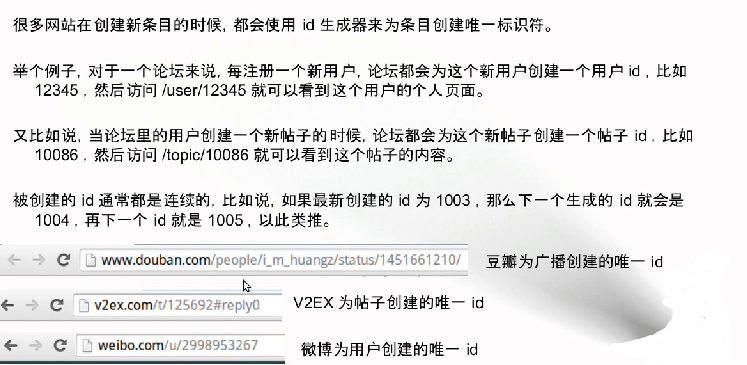 很多网站在创建新条目的时候, 都会使用 id 生成器来为条目创建唯一标识符。
举个例子, 对于一个论坛来说, 每注册一个新用户, 论坛都会为这个新用户创建一个用户 id , 比如
12345 , 然后访问 /user/12345 就可以看到这个用户的个人页面。
又比如说, 当论坛里的用户创建一个新帖子的时候, 论坛都会为这个新帖子创建一个帖子 id , 比如
10086 , 然后访问 /topic/10086 就可以看到这个帖子的内容。
被创建的 id 通常都是连续的, 比如说, 如果最新创建的 id 为 1003 , 那么下一个生成的 id 就会是
1004 , 再下一个 id 就是 1005 , 以此类推。
www.douban.com/people/i_m_huangz/status/1451661210/ 豆瓣为广播创建的唯一 id
v2ex.com/t/125692#reply0 V2EX 为帖子创建的唯一 id
weibo.com/u/2998953267 微博为用户创建的唯一 id